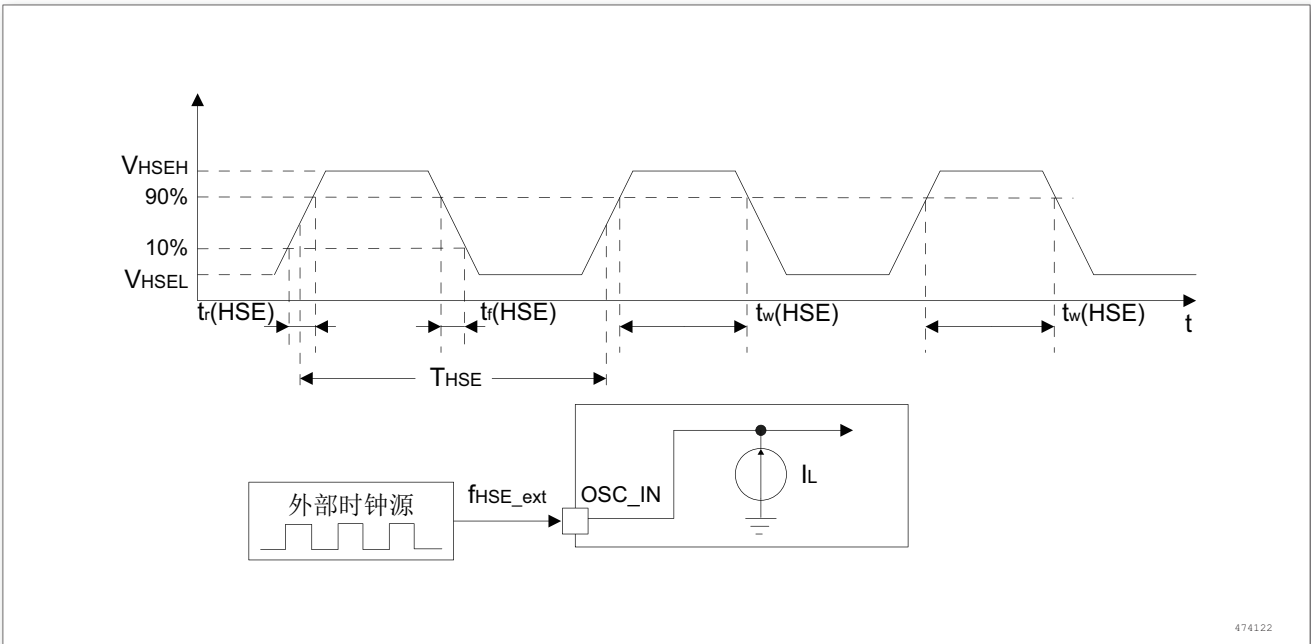 VHSEH
90%
10%
VHSEL
tr(HSE)
tf(HSE)
tw(HSE)
tw(HSE)
t
THSE
外部时钟源
fHSE_ext
OSC_IN
IL
474122